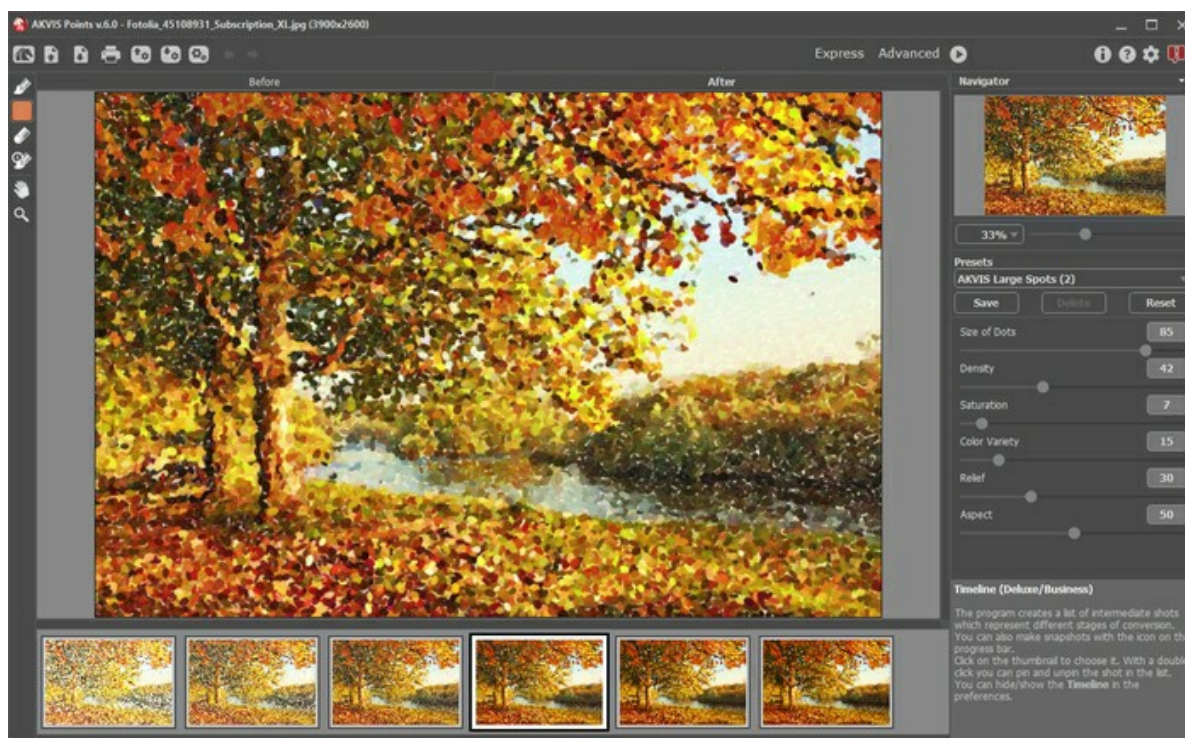 AKVIS Points v.6.0 - Fotolia_45108931_Subscription_XL.jpg (3900x2600)
Express Advanced
Before After
Navigator
33%
Presets
AKVIS Large Spots (2)
Save Delete Reset
Size of Dots 85
Density 42
Saturation 7
Color Variety 15
Relief 30
Aspect 50
Timeline (Deluxe/Business)
The program creates a list of intermediate shots
which represent different stages of conversion.
You can also make snapshots with the icon on the
progress bar.
Click on the thumbnail to choose it. With a double
click you can pin and unpin the shot in the list.
You can hide/show the Timeline in the
preferences.